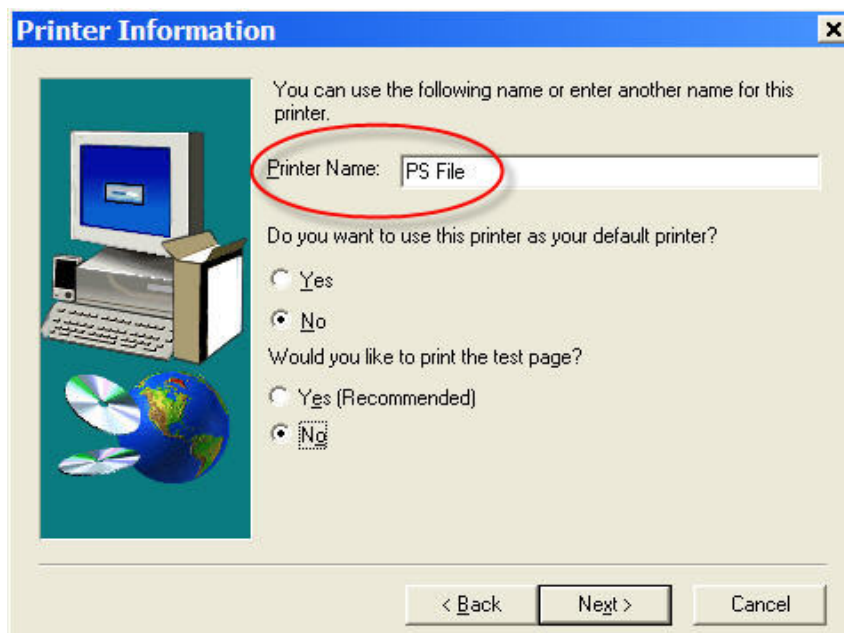 Printer Information
You can use the following name or enter another name for this
printer.
Printer Name: PS File
Do you want to use this printer as your default printer?
Yes
No
Would you like to print the test page?
Yes (Recommended)
No
< Back Next > Cancel